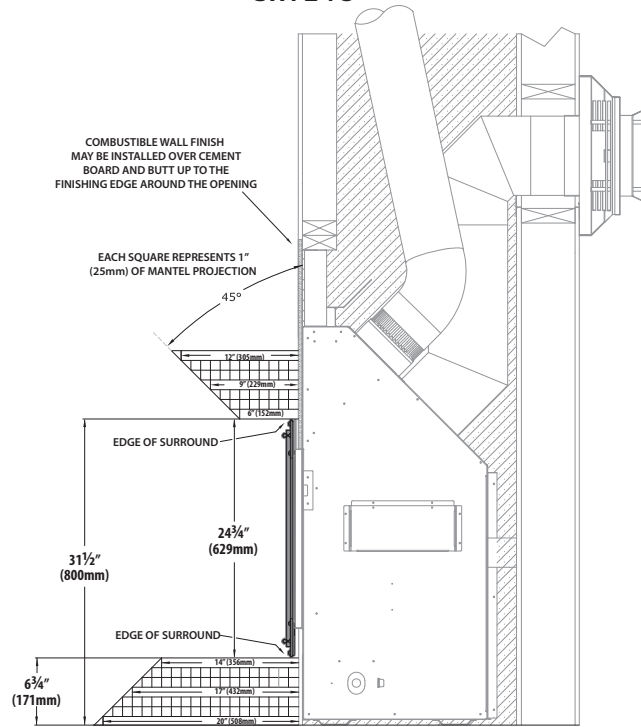 COMBUSTIBLE WALL FINISH
MAY BE INSTALLED OVER CEMENT
BOARD AND BUTT UP TO THE
FINISHING EDGE AROUND THE OPENING
EACH SQUARE REPRESENTS 1"
(25mm) OF MANTEL PROJECTION
45°
12" (305mm)
9" (229mm)
6" (152mm)
EDGE OF SURROUND
24¾"
(629mm)
31½"
(800mm)
EDGE OF SURROUND
14" (356mm)
6¾"
(171mm)
17" (432mm)
20" (508mm)